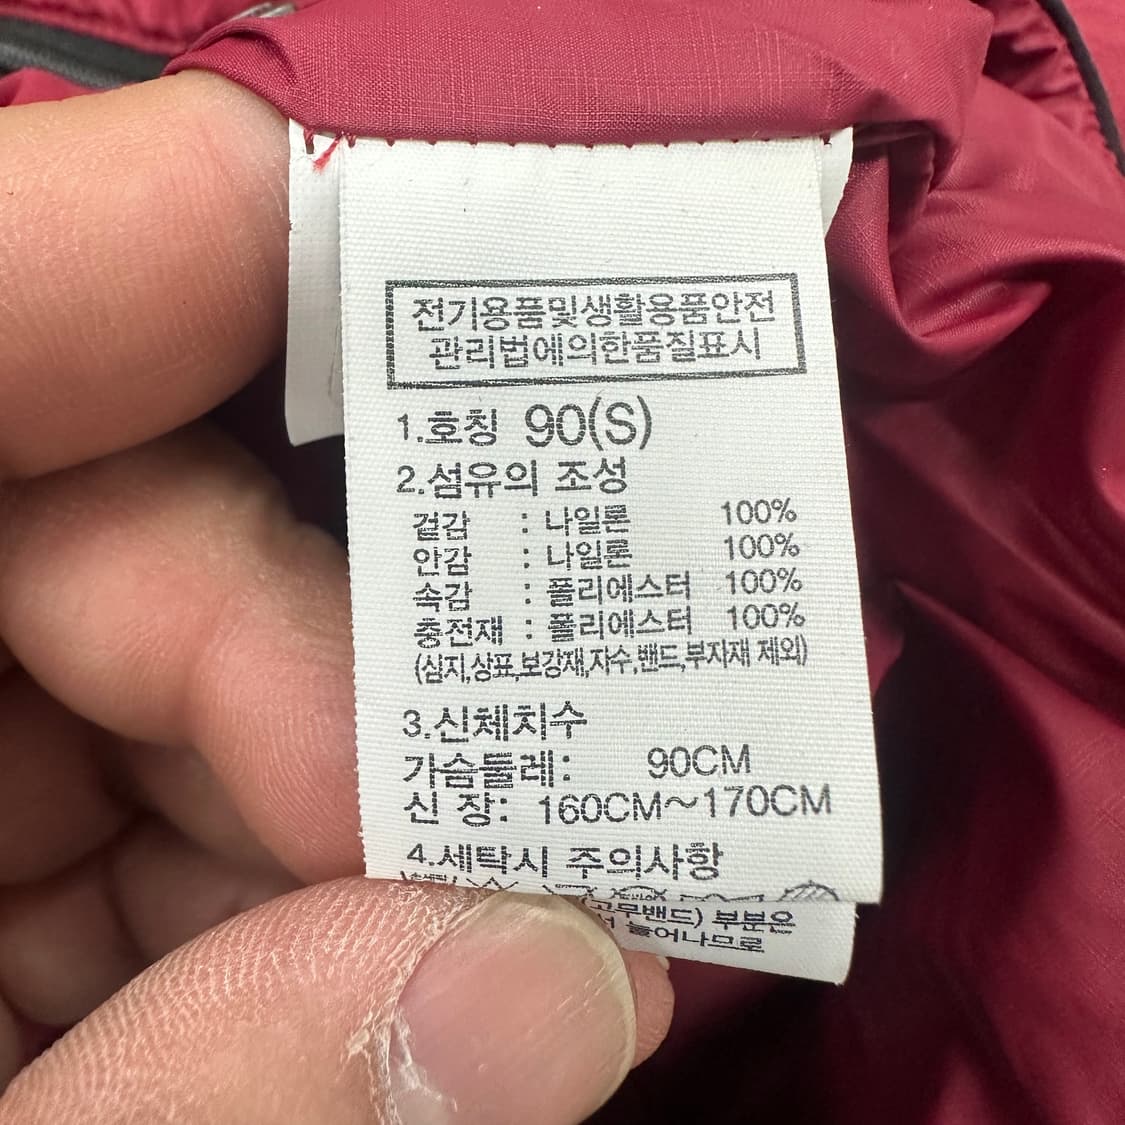 전기용품및생활용품안전
관리법에의한품질표시
1.호칭 90(S)
2.섬유의 조성
겉감 : 나일론 100%
안감 : 나일론 100%
속감 : 폴리에스터 100%
충전재 : 폴리에스터 100%
(심지,상표,보강재,자수,밴드,부자재 제외)
3.신체치수
가슴둘레: 90CM
신 장: 160CM~170CM
4.세탁시 주의사항
(고무밴드) 부분은
늘어나므로